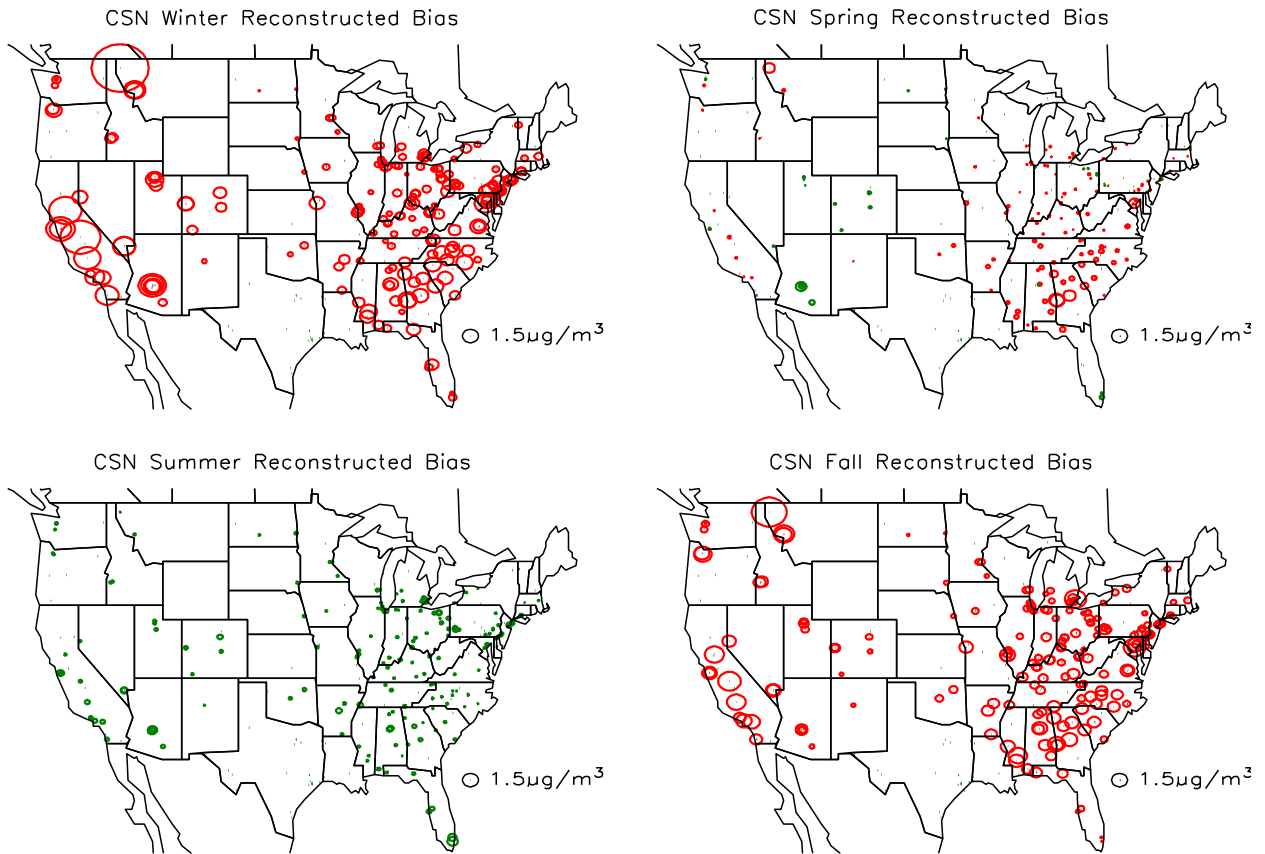 CSN Winter Reconstructed Bias
CSN Spring Reconstructed Bias
1.5µg/m³
1.5µg/m³
CSN Summer Reconstructed Bias
CSN Fall Reconstructed Bias
1.5µg/m³
1.5µg/m³